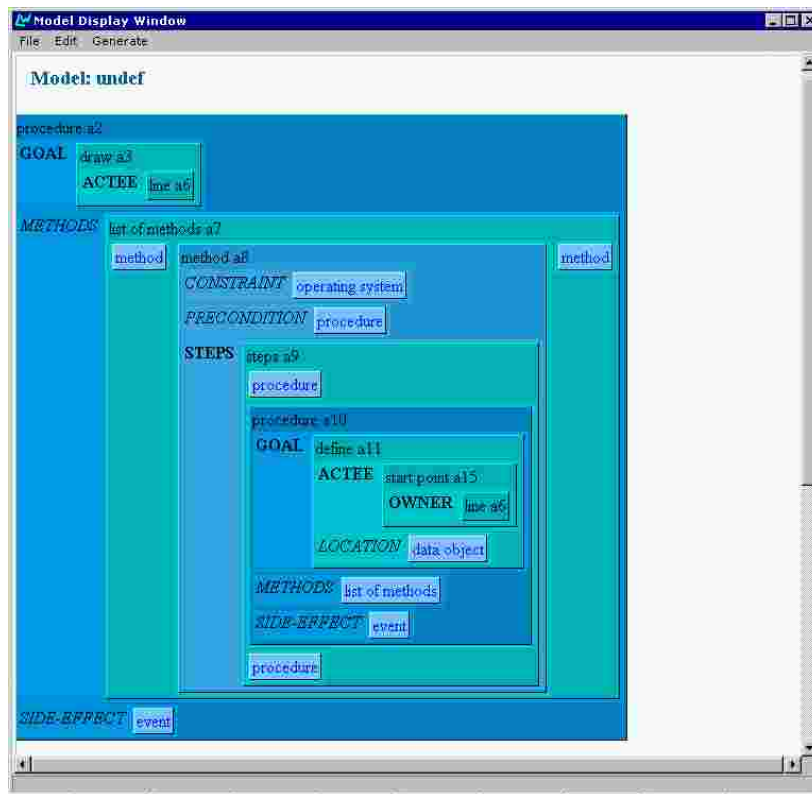 Model Display Window
File Edit Generate
Model: undef
procedure a2
GOAL draw a3
ACTEE line a6
METHODS list of methods a7
method method a8 method
CONSTRAINT operating system
PRECONDITION procedure
STEPS steps a9
procedure
procedure a10
GOAL define a11
ACTEE start point a15
OWNER line a6
LOCATION data object
METHODS list of methods
SIDE-EFFECT event
procedure
SIDE-EFFECT event